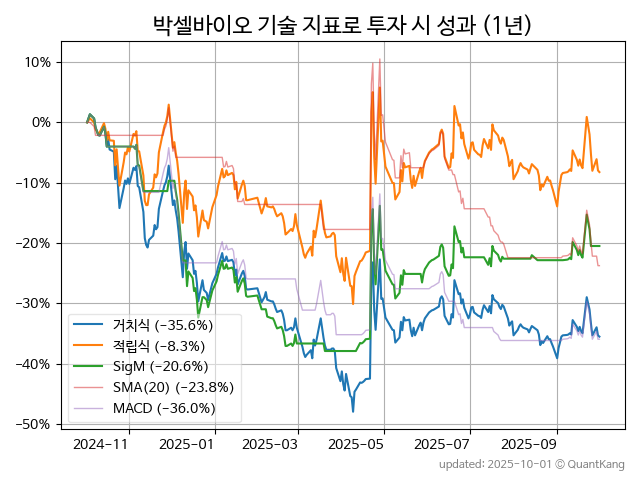 박셀바이오 기술 지표로 투자 시 성과 (1년)
10%
0%
−10%
−20%
−30%
−40%
−50%
거치식 (−35.6%)
적립식 (−8.3%)
SigM (−20.6%)
SMA(20) (−23.8%)
MACD (−36.0%)
2024-11
2025-01
2025-03
2025-05
2025-07
2025-09
updated: 2025-10-01 © QuantKang